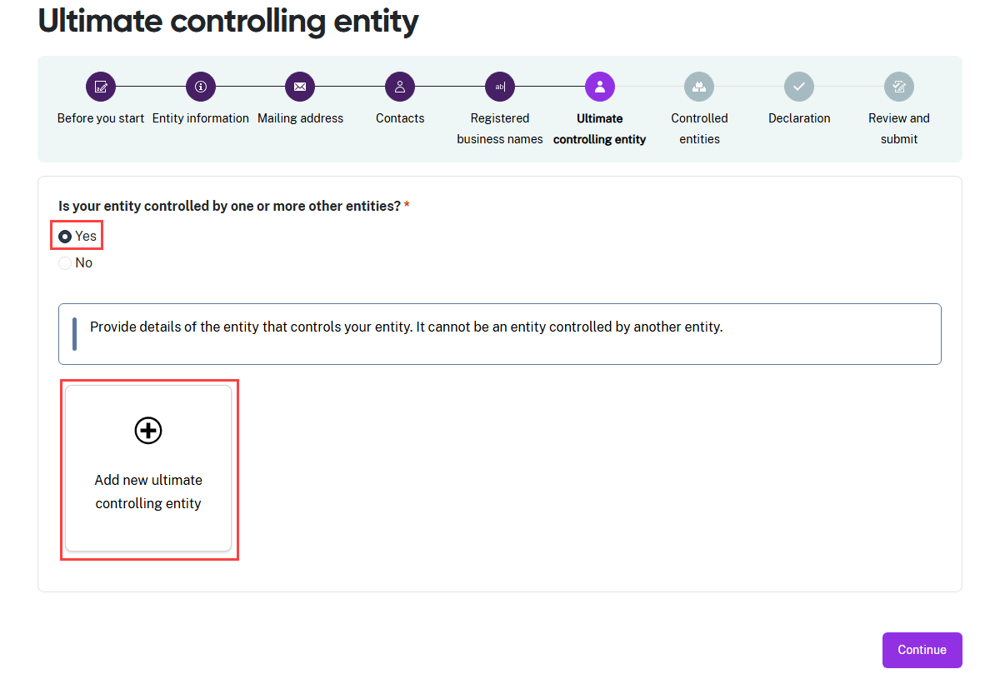 Ultimate controlling entity
Before you start
Entity information
Mailing address
Contacts
ab|
Registered
business names
Ultimate
controlling entity
Controlled
entities
Declaration
Review and
submit
Is your entity controlled by one or more other entities? *
Yes
No
Provide details of the entity that controls your entity. It cannot be an entity controlled by another entity.
Add new ultimate
controlling entity
Continue